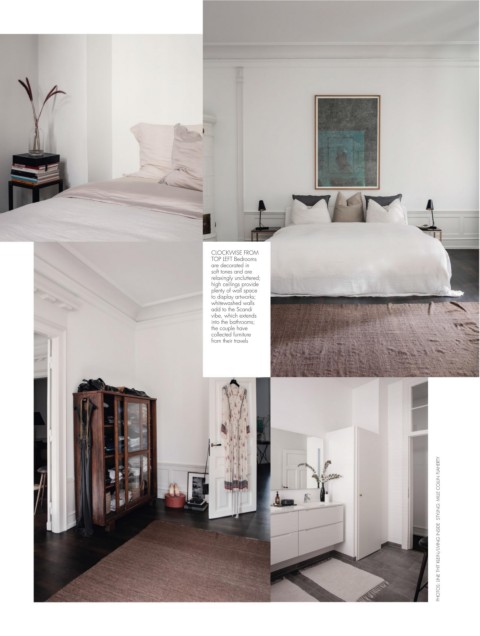 CLOCKWISE FROM
TOP LEFT Bedrooms
are decorated in
soft tones and are
relaxingly uncluttered;
high ceilings provide
plenty of wall space
to display artworks;
whitewashed walls
add to the Scandi
vibe, which extends
into the bathrooms;
the couple have
collected furniture
from their travels